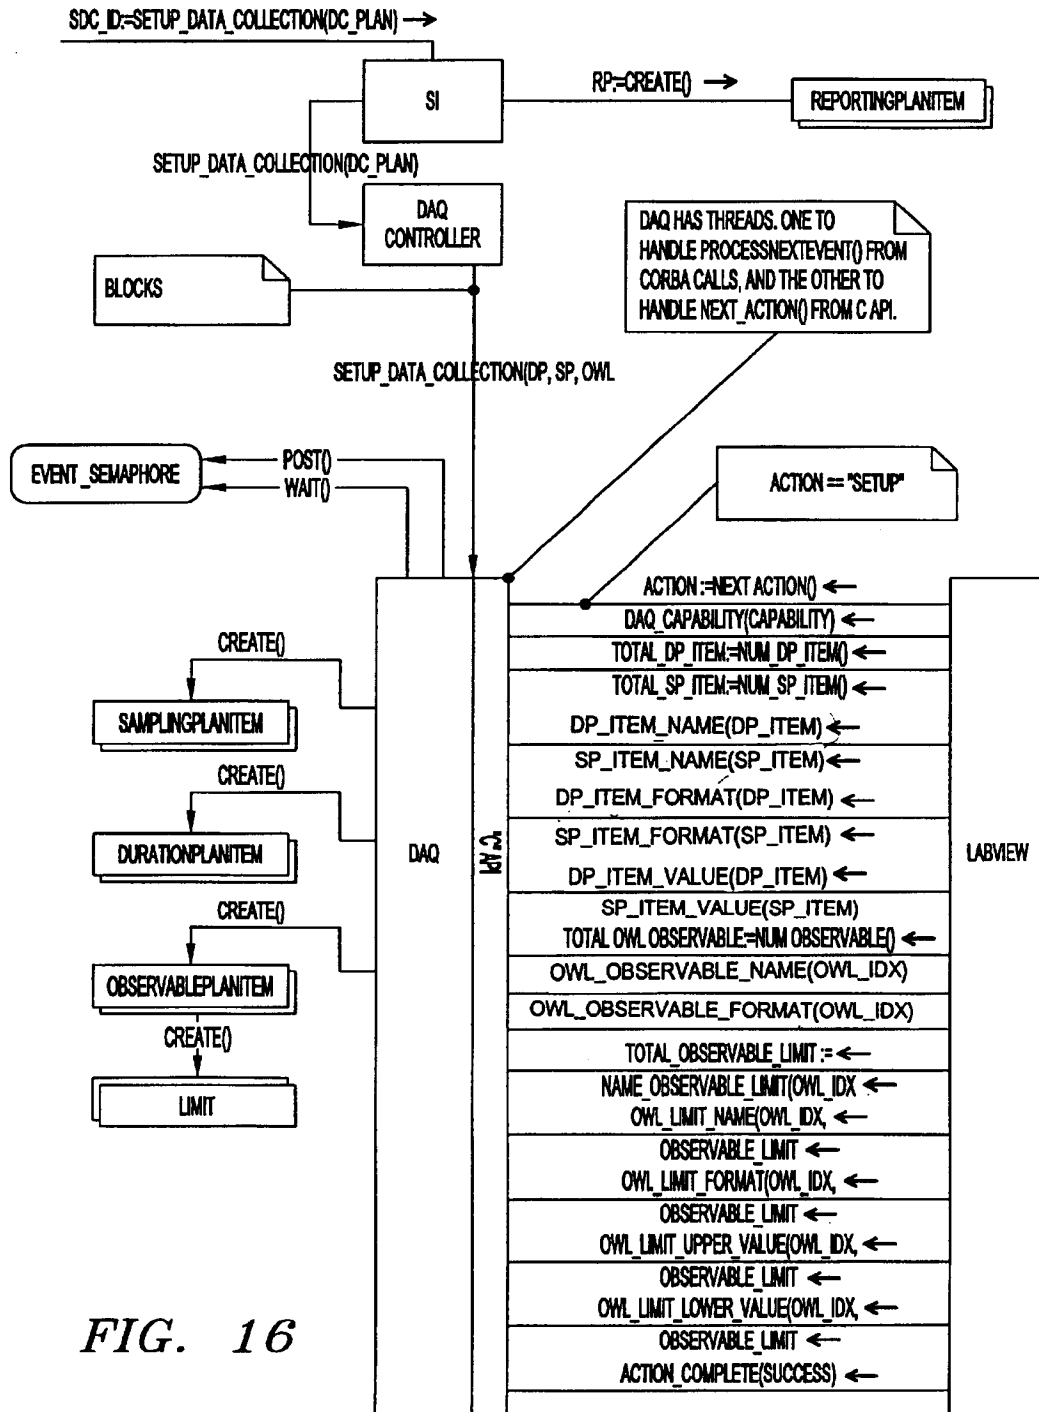 SDC_ID:=SETUP_DATA_COLLECTION(DC_PLAN) →
SI
RP:=CREATE() →
REPORTINGPLANITEM
SETUP_DATA_COLLECTION(DC_PLAN)
DAQ
CONTROLLER
DAQ HAS THREADS. ONE TO
HANDLE PROCESSNEXTEVENT() FROM
CORBA CALLS, AND THE OTHER TO
HANDLE NEXT_ACTION() FROM C API.
BLOCKS
SETUP_DATA_COLLECTION(DP, SP, OWL
EVENT_SEMAPHORE
POST()
WAIT()
ACTION == "SETUP"
ACTION :=NEXT ACTION() ←
DAQ_CAPABILITY(CAPABILITY) ←
TOTAL_DP_ITEM:=NUM_DP_ITEM() ←
TOTAL_SP_ITEM:=NUM_SP_ITEM() ←
DP_ITEM_NAME(DP_ITEM) ←
SP_ITEM_NAME(SP_ITEM) ←
DP_ITEM_FORMAT(DP_ITEM) ←
SP_ITEM_FORMAT(SP_ITEM) ←
DP_ITEM_VALUE(DP_ITEM) ←
SP_ITEM_VALUE(SP_ITEM)
TOTAL OWL OBSERVABLE:=NUM OBSERVABLE() ←
OWL_OBSERVABLE_NAME(OWL_IDX)
OWL_OBSERVABLE_FORMAT(OWL_IDX)
TOTAL_OBSERVABLE_LIMIT := ←
NAME_OBSERVABLE_LIMIT(OWL_IDX ←
OWL_LIMIT_NAME(OWL_IDX, ←
OBSERVABLE_LIMIT ←
OWL_LIMIT_FORMAT(OWL_IDX, ←
OBSERVABLE_LIMIT ←
OWL_LIMIT_UPPER_VALUE(OWL_IDX, ←
OBSERVABLE_LIMIT ←
OWL_LIMIT_LOWER_VALUE(OWL_IDX, ←
OBSERVABLE_LIMIT ←
ACTION_COMPLETE(SUCCESS) ←
CREATE()
SAMPLINGPLANITEM
CREATE()
DURATIONPLANITEM
CREATE()
OBSERVABLEPLANITEM
CREATE()
LIMIT
DAQ
"C" API
LABVIEW
FIG. 16